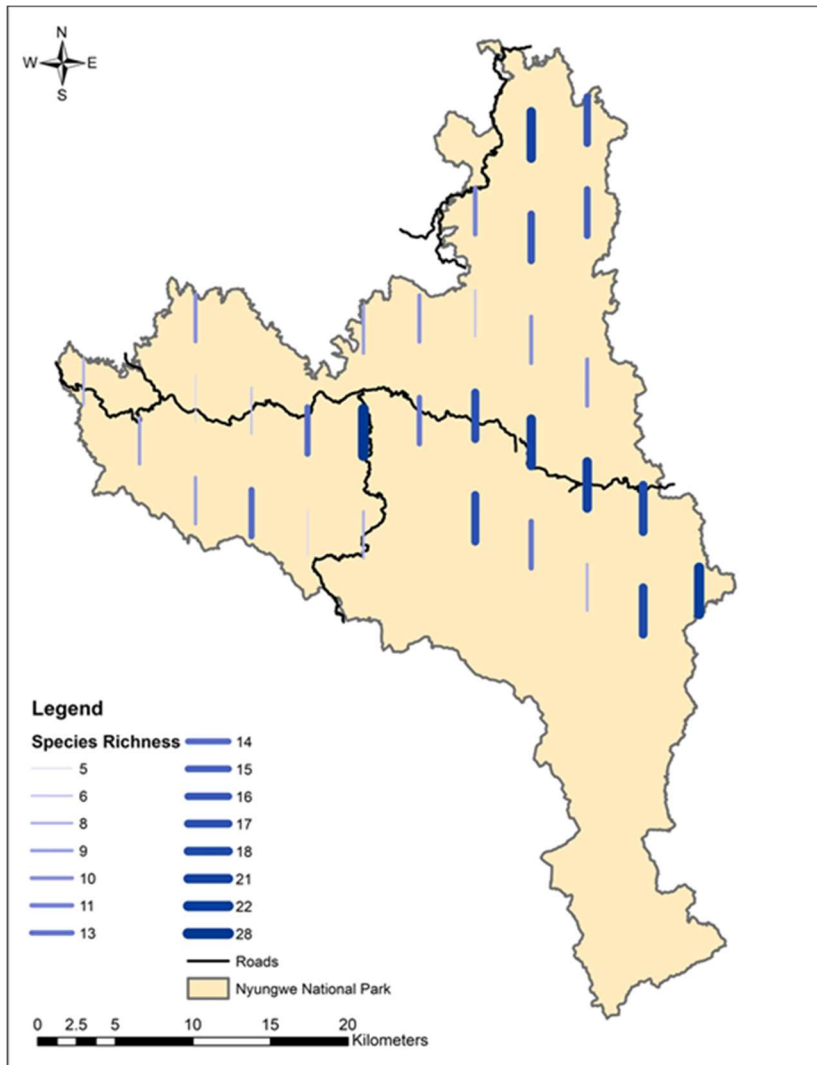 N
W E
S
Legend
Species Richness
5
6
8
9
10
11
13
14
15
16
17
18
21
22
28
Roads
Nyungwe National Park
0 2.5 5 10 15 20
Kilometers